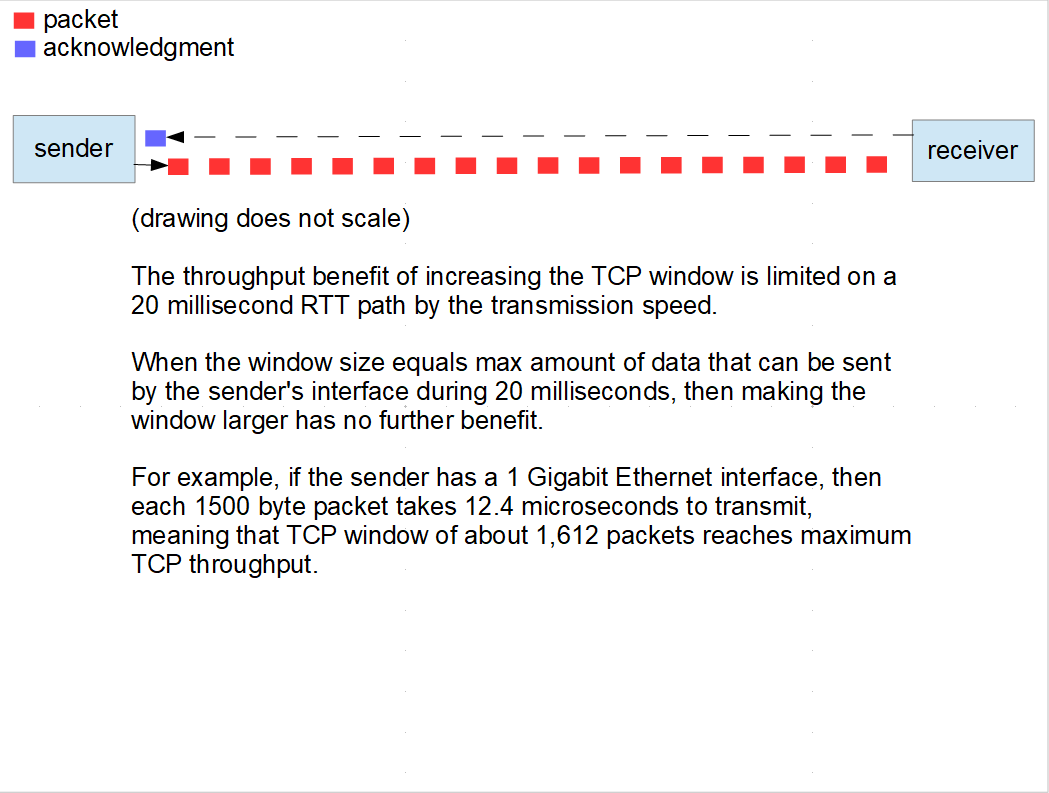 packet
acknowledgment
sender
receiver
(drawing does not scale)
The throughput benefit of increasing the TCP window is limited on a
20 millisecond RTT path by the transmission speed.
When the window size equals max amount of data that can be sent
by the sender's interface during 20 milliseconds, then making the
window larger has no further benefit.
For example, if the sender has a 1 Gigabit Ethernet interface, then
each 1500 byte packet takes 12.4 microseconds to transmit,
meaning that TCP window of about 1,612 packets reaches maximum
TCP throughput.